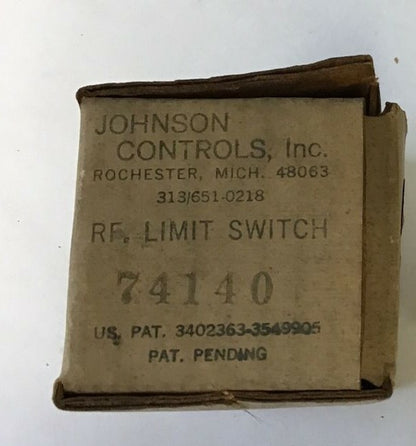 JOHNSON
CONTROLS, Inc.
ROCHESTER, MICH. 48063
313/651-0218
RF. LIMIT SWITCH
74140
US. PAT. 3402363-3549905
PAT. PENDING